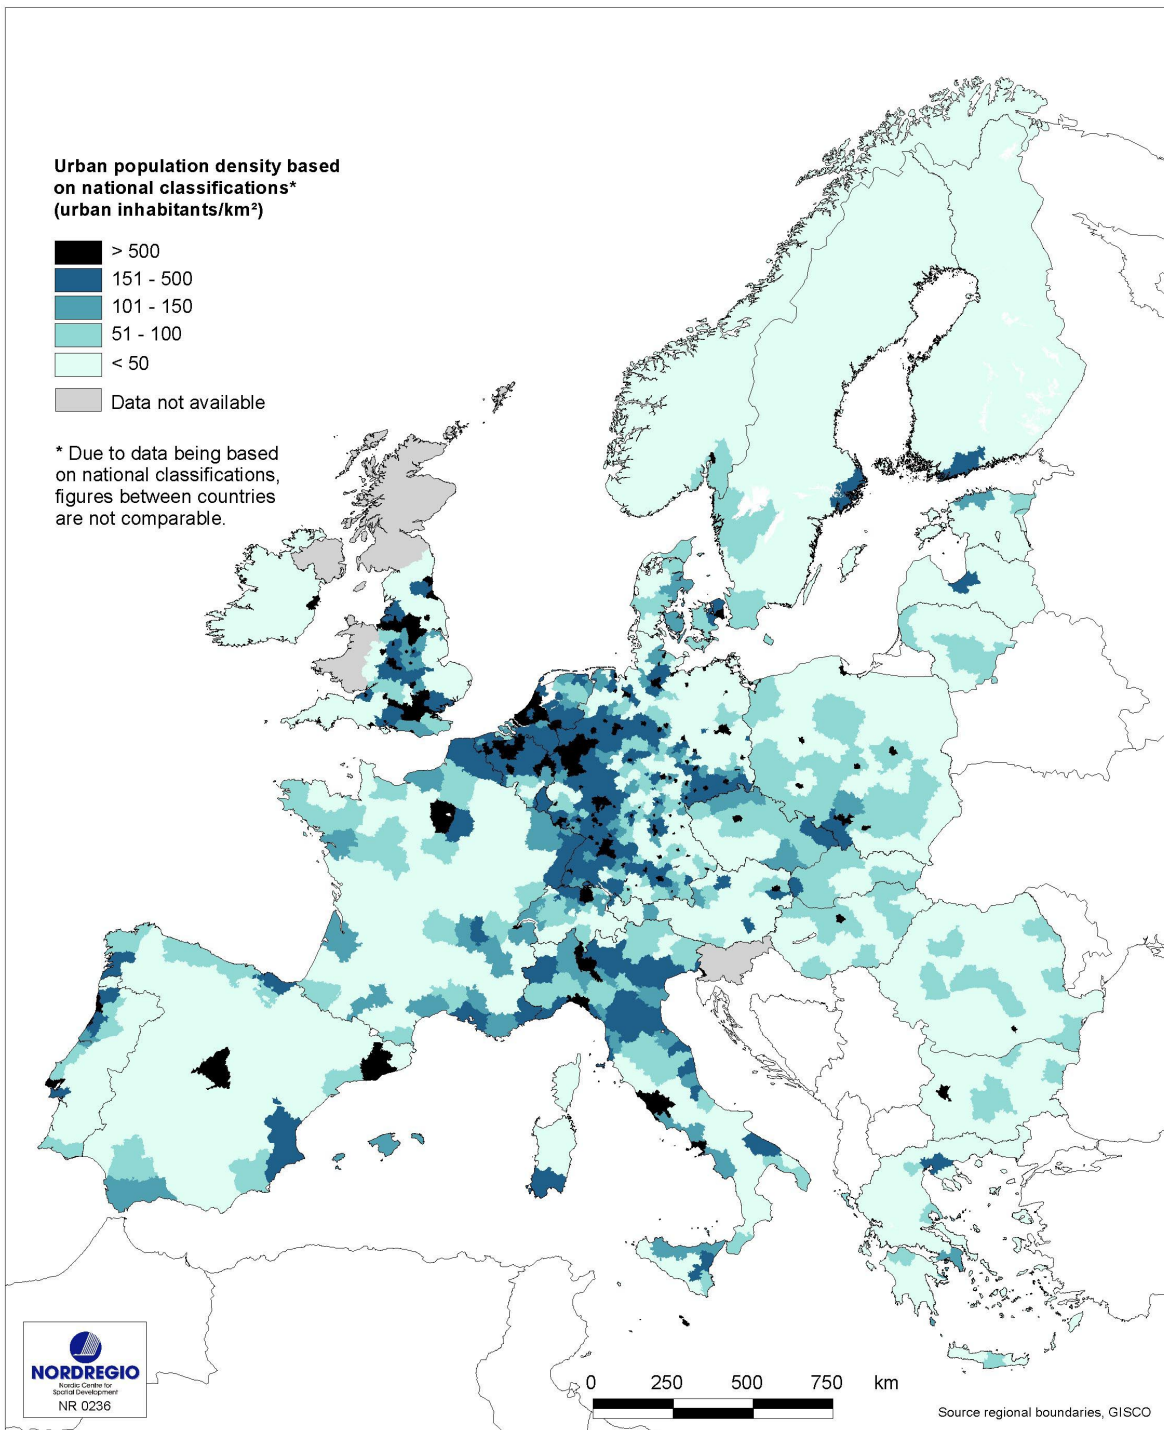 Urban population density based
on national classifications*
(urban inhabitants/km²)
> 500
151 - 500
101 - 150
51 - 100
< 50
Data not available
* Due to data being based
on national classifications,
figures between countries
are not comparable.
NORDREGIO
Nordic Centre for
Spatial Development
NR 0236
0 250 500 750 km
Source regional boundaries, GISCO